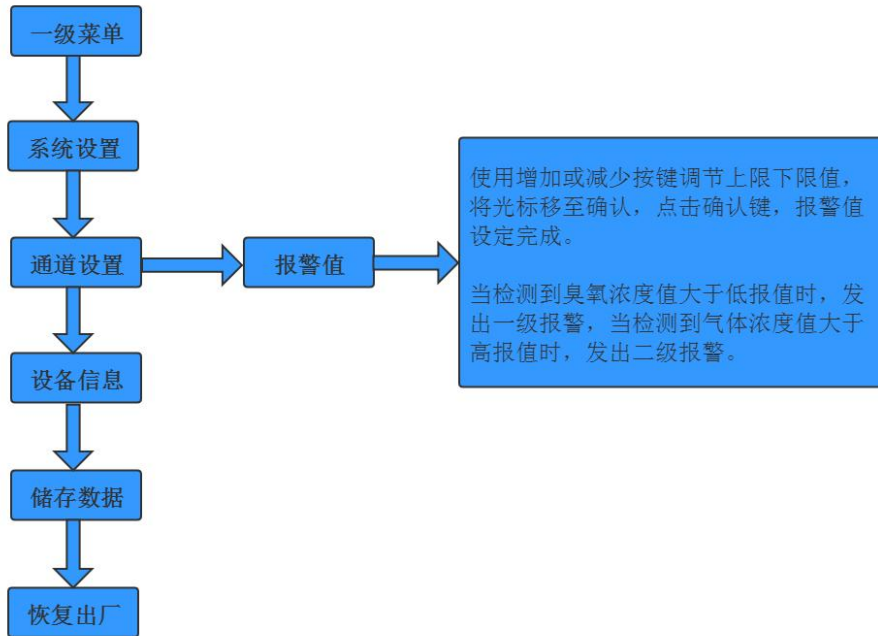 一级菜单
系统设置
通道设置
报警值
使用增加或减少按键调节上限下限值，
将光标移至确认，点击确认键，报警值
设定完成。
当检测到臭氧浓度值大于低报值时，发
出一级报警，当检测到气体浓度值大于
高报值时，发出二级报警。
设备信息
储存数据
恢复出厂